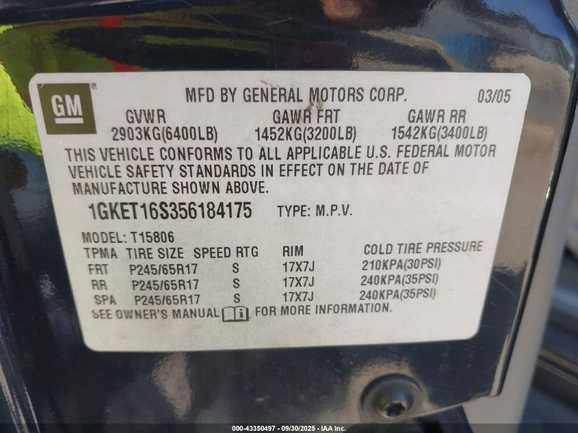 GM
MFD BY GENERAL MOTORS CORP. 03/05
GVWR GAWR FRT GAWR RR
2903KG(6400LB) 1452KG(3200LB) 1542KG(3400LB)
THIS VEHICLE CONFORMS TO ALL APPLICABLE U.S. FEDERAL MOTOR
VEHICLE SAFETY STANDARDS IN EFFECT ON THE DATE OF
MANUFACTURE SHOWN ABOVE.
1GKET16S356184175 TYPE: M.P.V.
MODEL: T15806
TPMA TIRE SIZE SPEED RTG RIM COLD TIRE PRESSURE
FRT P245/65R17 S 17X7J 210KPA(30PSI)
RR P245/65R17 S 17X7J 240KPA(35PSI)
SPA P245/65R17 S 17X7J 240KPA(35PSI)
SEE OWNER'S MANUAL FOR MORE INFORMATION.
000-43350497 - 09/30/2025 - IAA Inc.